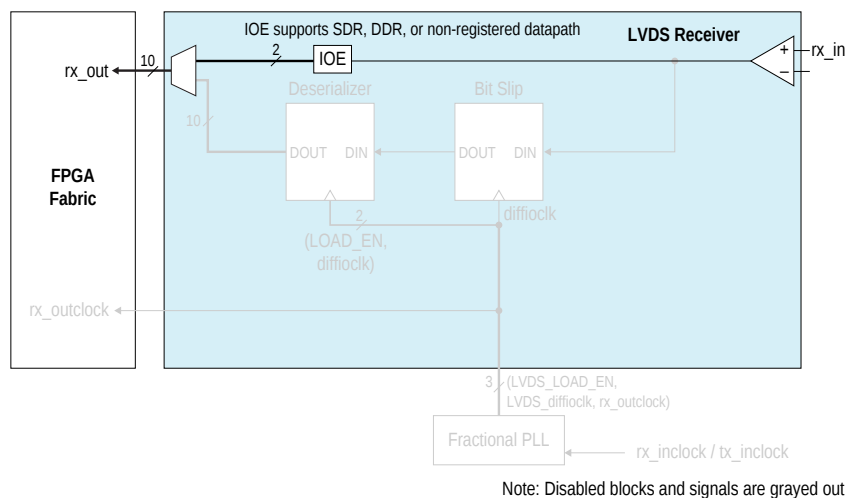 IOE supports SDR, DDR, or non-registered datapath
LVDS Receiver
2
IOE
+
–
rx_in
10
rx_out
Deserializer
Bit Slip
10
DOUT
DIN
DOUT
DIN
FPGA
Fabric
2
diffioclk
(LOAD_EN,
diffioclk)
rx_outclock
3
(LVDS_LOAD_EN,
LVDS_diffioclk, rx_outclock)
Fractional PLL
rx_inclock / tx_inclock
Note: Disabled blocks and signals are grayed out